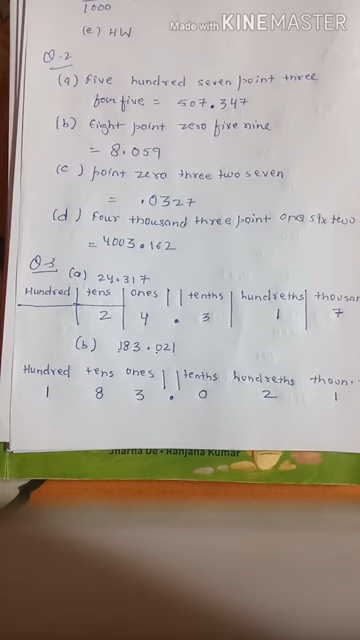 1000
Made with KINEMASTER
(e) HW
Q-2
(a) five hundred seven point three
four five = 507.347
(b) Eight point zero five nine
= 8.059
(c) point zero three two seven
= .0327
(d) four thousand three point one six two
= 4003.162
Q-3
(a) 24.317
Hundred tens ones tenths hundreths thousan
2 4 . 3 1 7
(b) 183.021
Hundred tens ones tenths hundreths thoun.
1 8 3 . 0 2 1
Jharna De • Ranjana Kumar